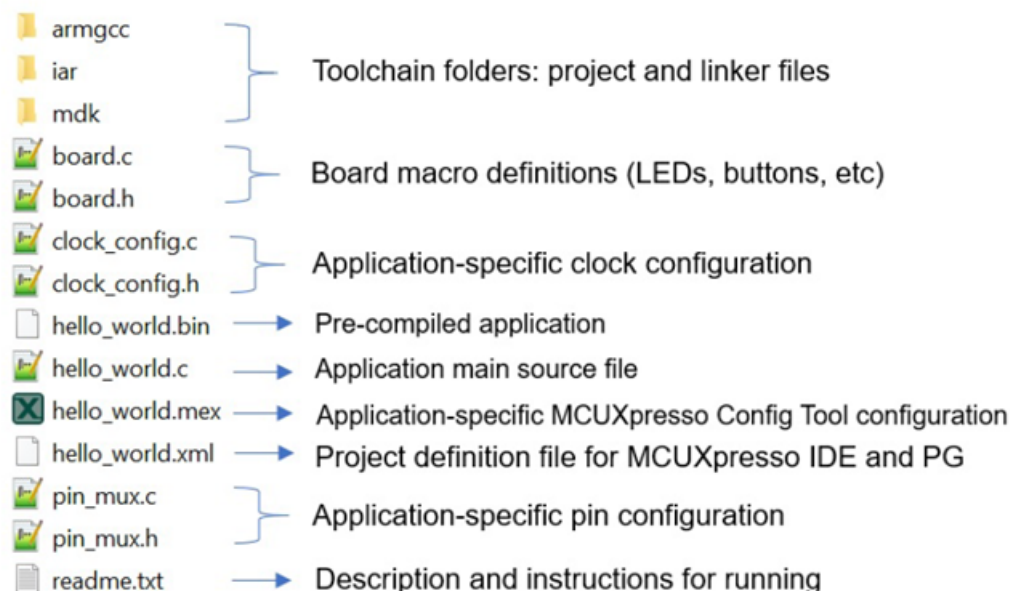 armgcc
iar
mdk
Toolchain folders: project and linker files
board.c
board.h
Board macro definitions (LEDs, buttons, etc)
clock_config.c
clock_config.h
Application-specific clock configuration
hello_world.bin
Pre-compiled application
hello_world.c
Application main source file
hello_world.mex
Application-specific MCUXpresso Config Tool configuration
hello_world.xml
Project definition file for MCUXpresso IDE and PG
pin_mux.c
pin_mux.h
Application-specific pin configuration
readme.txt
Description and instructions for running